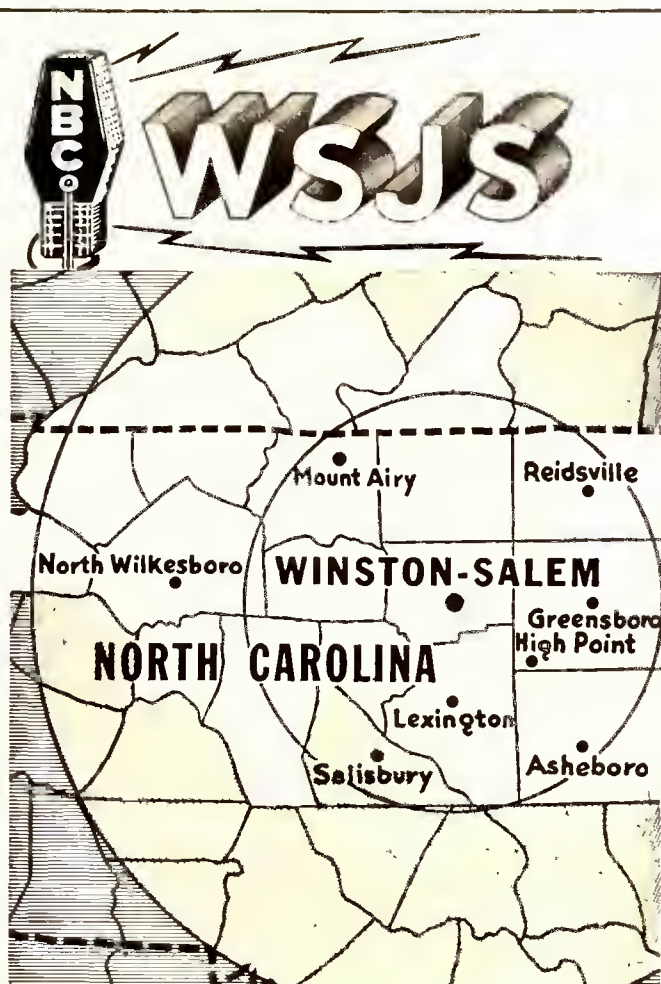 NBC
WSJS
Mount Airy
Reidsville
North Wilkesboro
WINSTON-SALEM
Greensboro
High Point
NORTH CAROLINA
Lexington
Salisbury
Asheboro